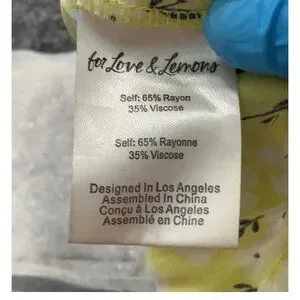 for Love & Lemons
Self: 65% Rayon
35% Viscose
Self: 65% Rayonne
35% Viscose
Designed In Los Angeles
Assembled in China
Conçu à Los Angeles
Assemblé en Chine